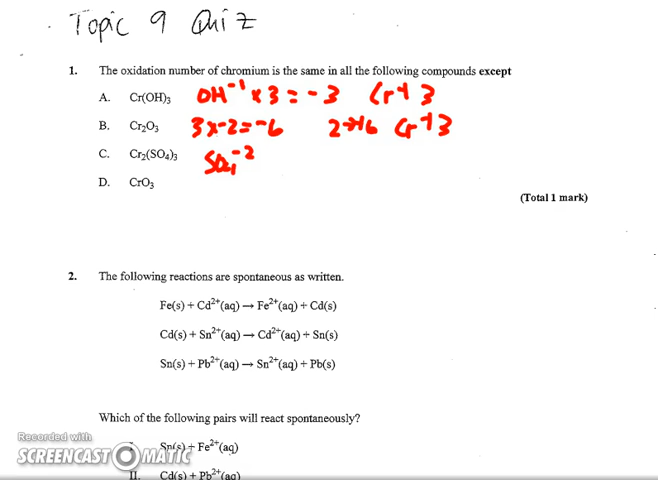 Topic 9 Quiz
1. The oxidation number of chromium is the same in all the following compounds except
A. Cr(OH)₃ OH⁻¹ x 3 = -3 Cr+3
B. Cr₂O₃ 3 x -2 = -6 2→+6 Cr+3
C. Cr₂(SO₄)₃ SO₄⁻²
D. CrO₃
(Total 1 mark)
2. The following reactions are spontaneous as written.
Fe(s) + Cd²⁺(aq) → Fe²⁺(aq) + Cd(s)
Cd(s) + Sn²⁺(aq) → Cd²⁺(aq) + Sn(s)
Sn(s) + Pb²⁺(aq) → Sn²⁺(aq) + Pb(s)
Which of the following pairs will react spontaneously?
Sn(s) + Fe²⁺(aq)
II. Cd(s) + Pb²⁺(aq)
Recorded with
SCREENCAST O MATIC